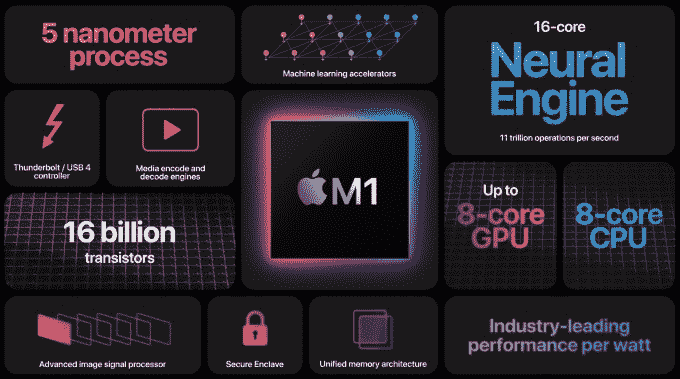 5 nanometer
process
Machine learning accelerators
16-core
Neural
Engine
11 trillion operations per second
Thunderbolt / USB 4
controller
Media encode and
decode engines
M1
Up to
8-core
GPU
8-core
CPU
16 billion
transistors
Advanced image signal processor
Secure Enclave
Unified memory architecture
Industry-leading
performance per watt